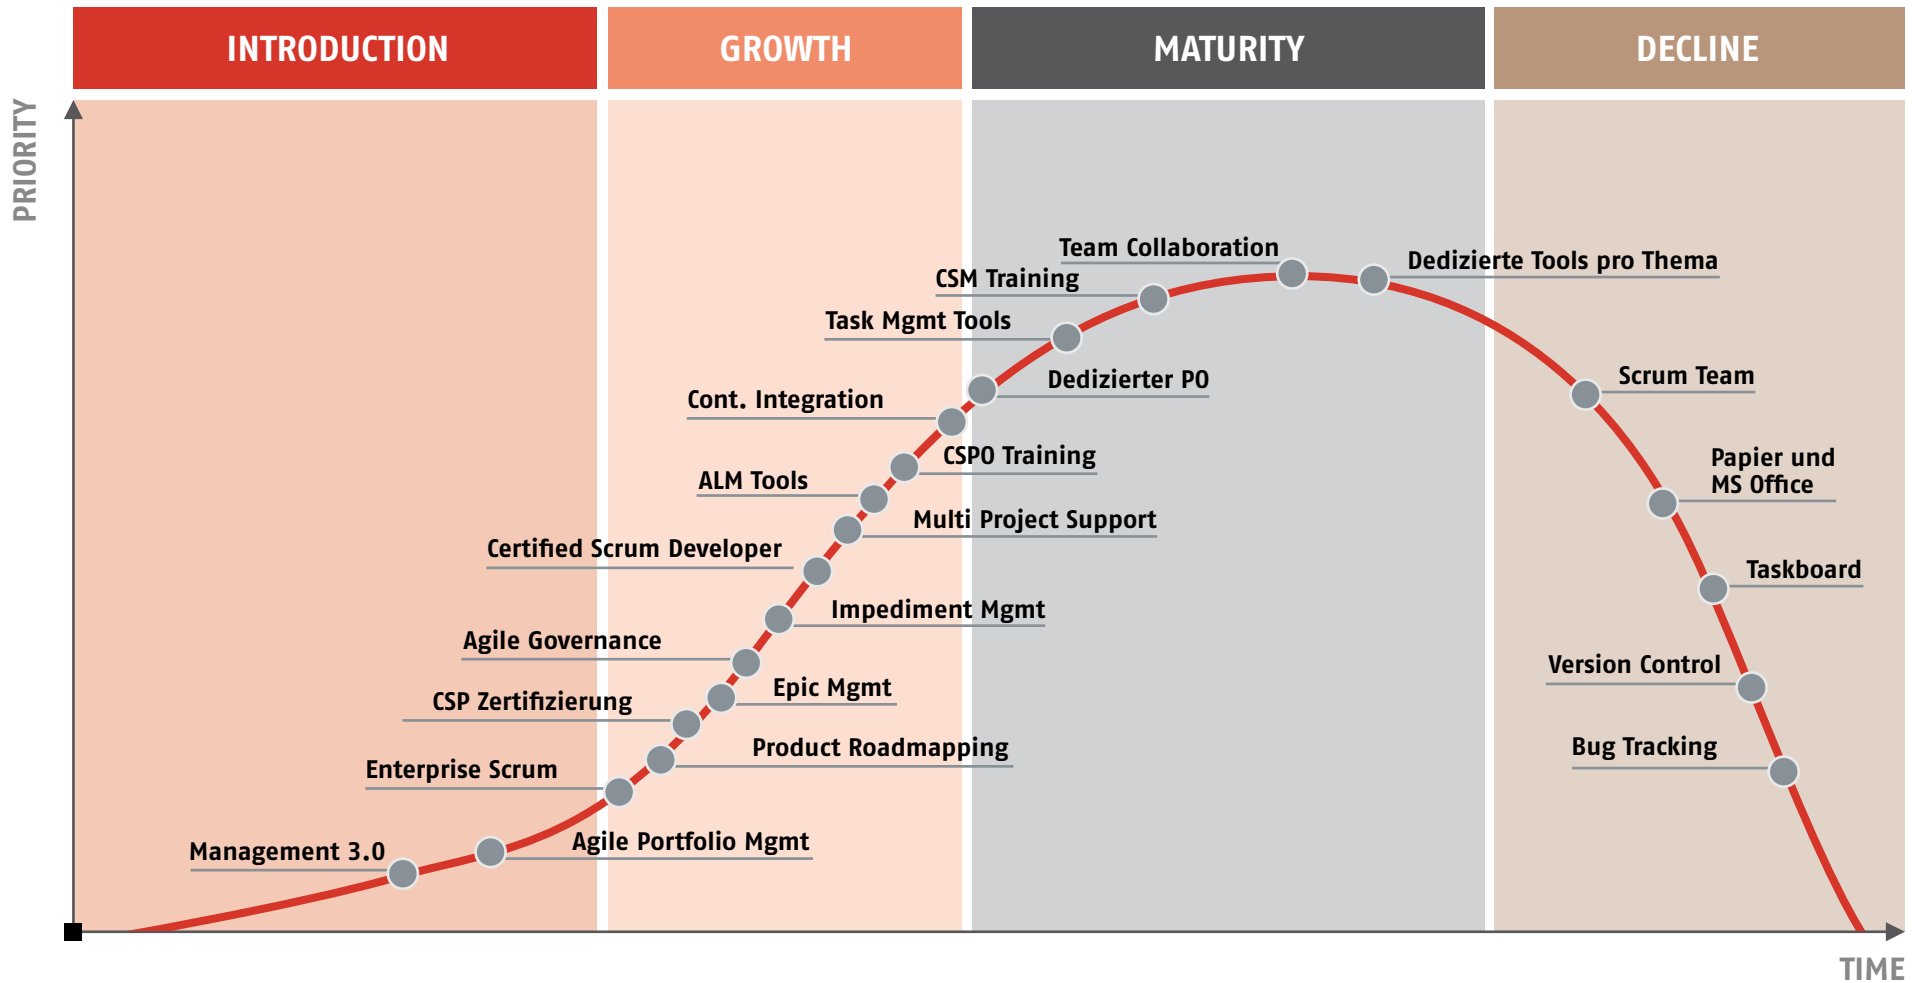 INTRODUCTION
GROWTH
MATURITY
DECLINE
PRIORITY
Team Collaboration
Dedizierte Tools pro Thema
CSM Training
Task Mgmt Tools
Dedizierter PO
Scrum Team
Cont. Integration
CSPO Training
Papier und
MS Office
ALM Tools
Multi Project Support
Certified Scrum Developer
Taskboard
Impediment Mgmt
Agile Governance
Version Control
Epic Mgmt
CSP Zertifizierung
Product Roadmapping
Bug Tracking
Enterprise Scrum
Agile Portfolio Mgmt
Management 3.0
TIME